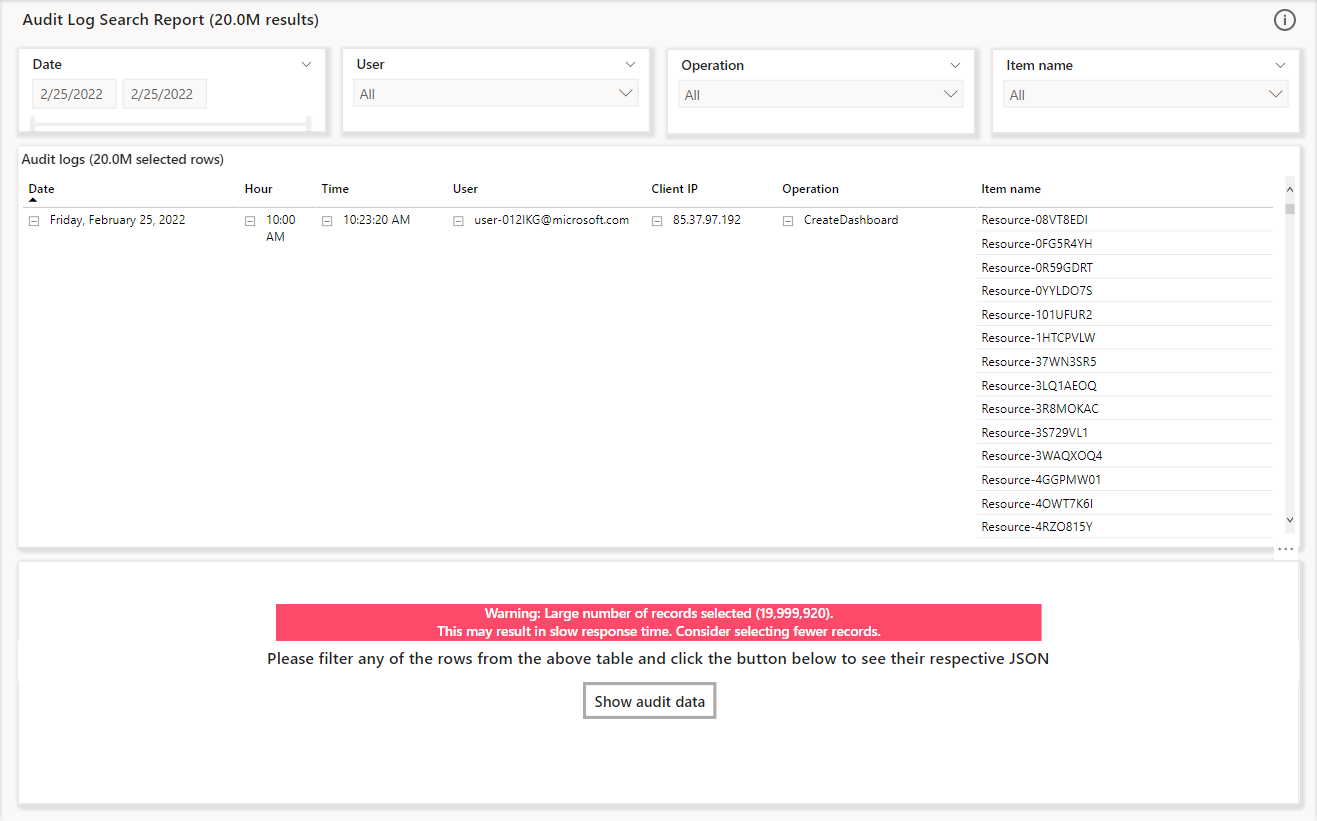 Audit Log Search Report (20.0M results)
Date
2/25/2022 2/25/2022
User
All
Operation
All
Item name
All
Audit logs (20.0M selected rows)
Date Hour Time User Client IP Operation Item name
Friday, February 25, 2022 10:00 AM 10:23:20 AM user-012IKG@microsoft.com 85.37.97.192 CreateDashboard Resource-08VT8EDI
Resource-0FG5R4YH
Resource-0R59GDRT
Resource-0YYLDO7S
Resource-101UFUR2
Resource-1HTCPVLW
Resource-37WN3SR5
Resource-3LQ1AEOQ
Resource-3R8MOKAC
Resource-3S729VL1
Resource-3WAQXOQ4
Resource-4GGPMW01
Resource-4OWT7K6I
Resource-4RZO815Y
Warning: Large number of records selected (19,999,920).
This may result in slow response time. Consider selecting fewer records.
Please filter any of the rows from the above table and click the button below to see their respective JSON
Show audit data